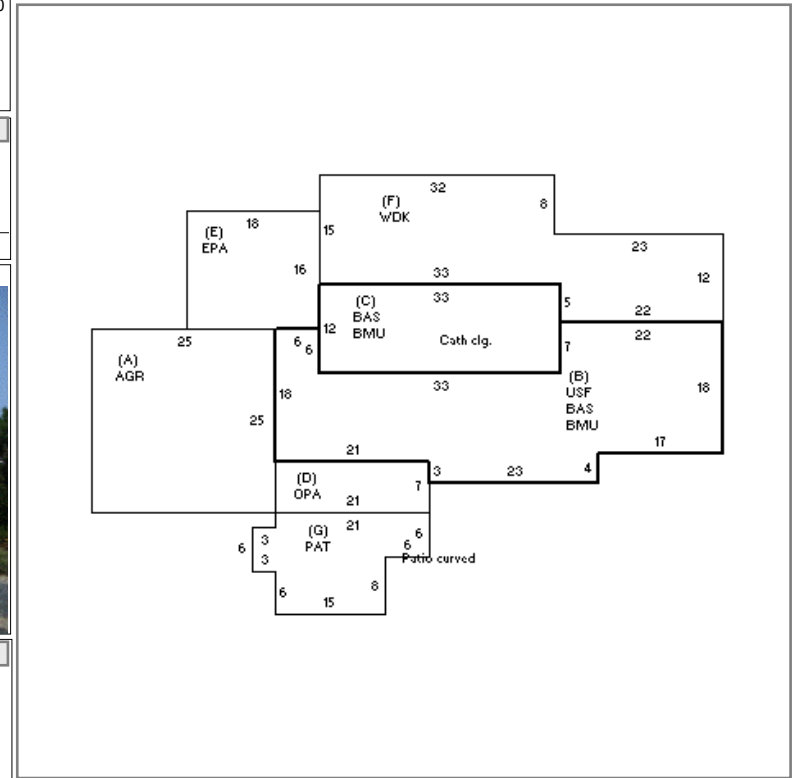 32
(F)
WDK
8
18
(E)
EPA
15
23
16
12
33
33
(C)
BAS
BMU
5
22
12
Cath clg.
22
25
6
6
7
(A)
AGR
33
(B)
USF
BAS
BMU
18
18
25
17
21
3
23
4
(D)
OPA
7
21
21
(G)
PAT
3
6
6
6
3
Patio curved
6
8
15